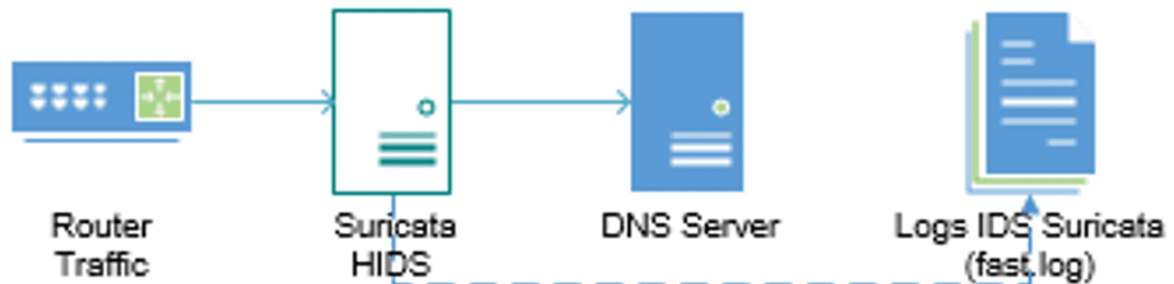 Router
Traffic
Suricata
HIDS
DNS Server
Logs IDS Suricata
(fast.log)